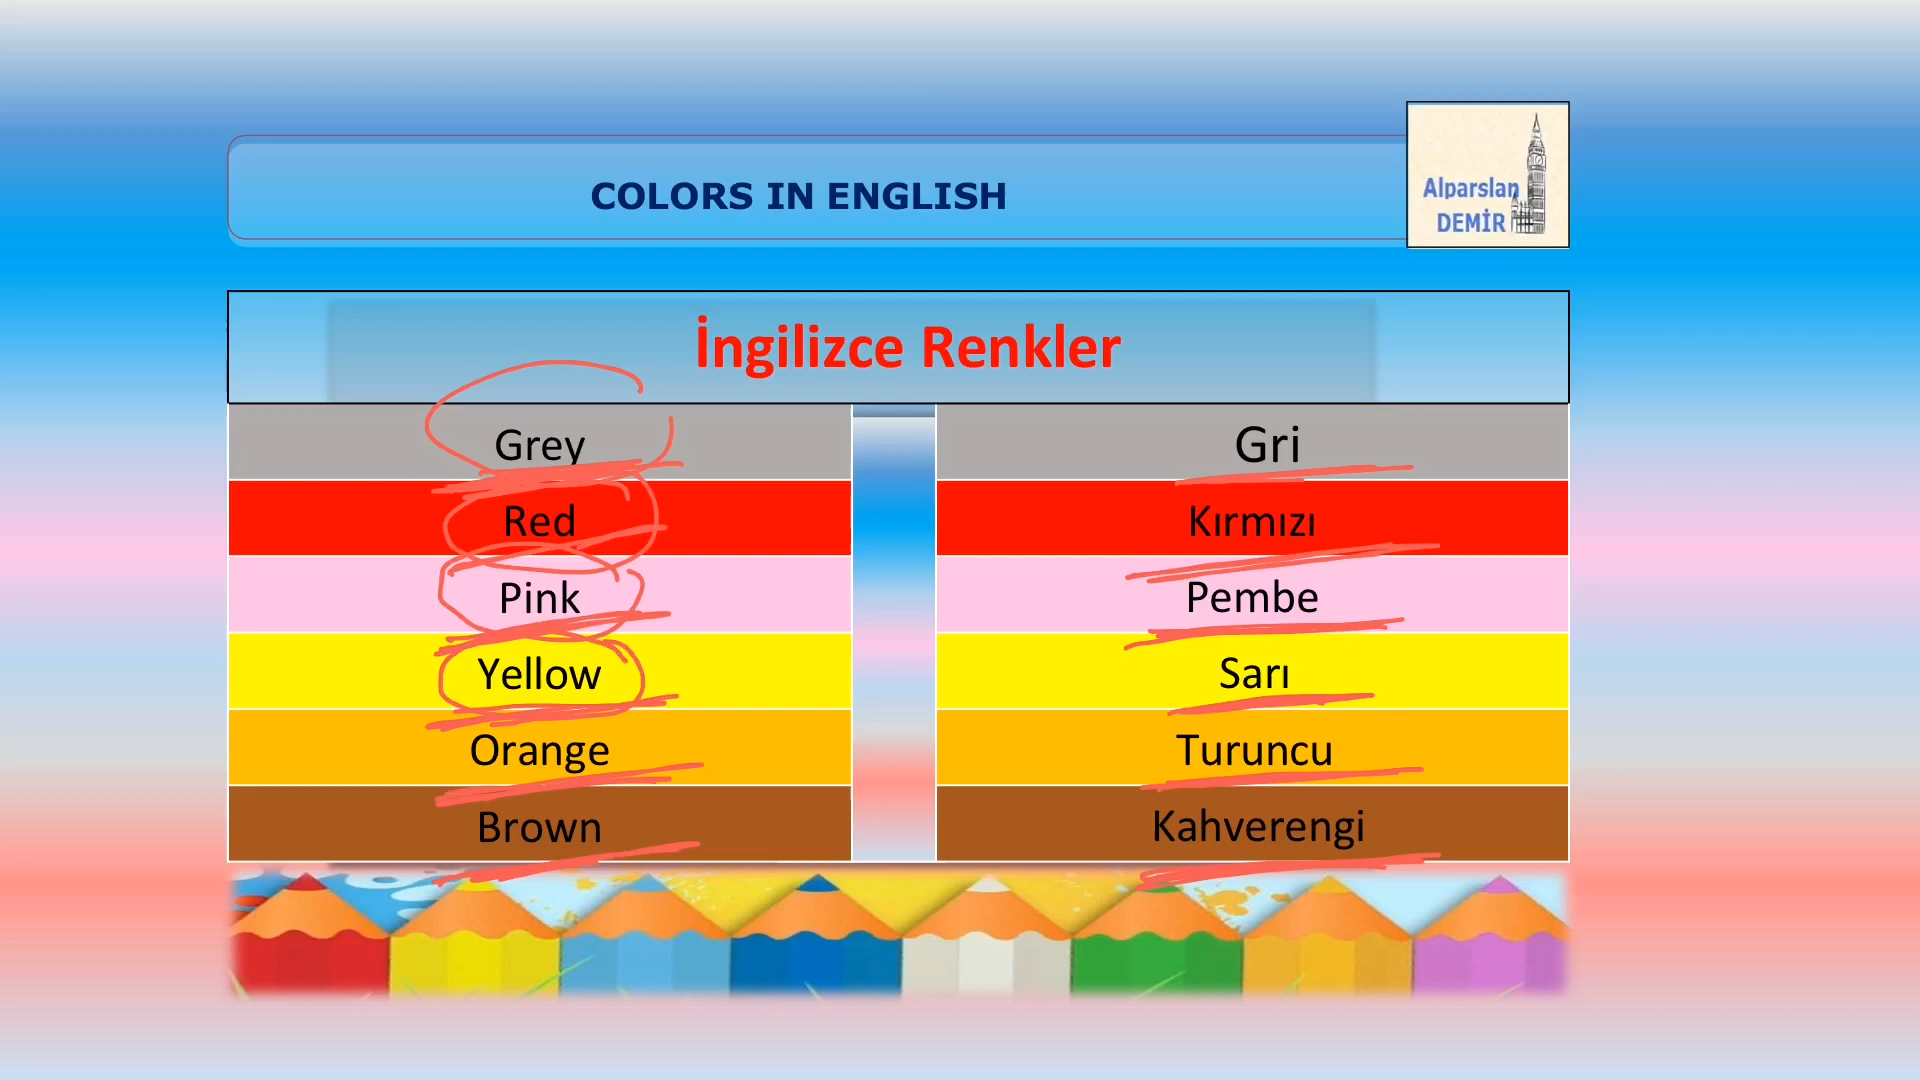 COLORS IN ENGLISH
Alparslan
DEMİR
İngilizce Renkler
Grey Gri
Red Kırmızı
Pink Pembe
Yellow Sarı
Orange Turuncu
Brown Kahverengi